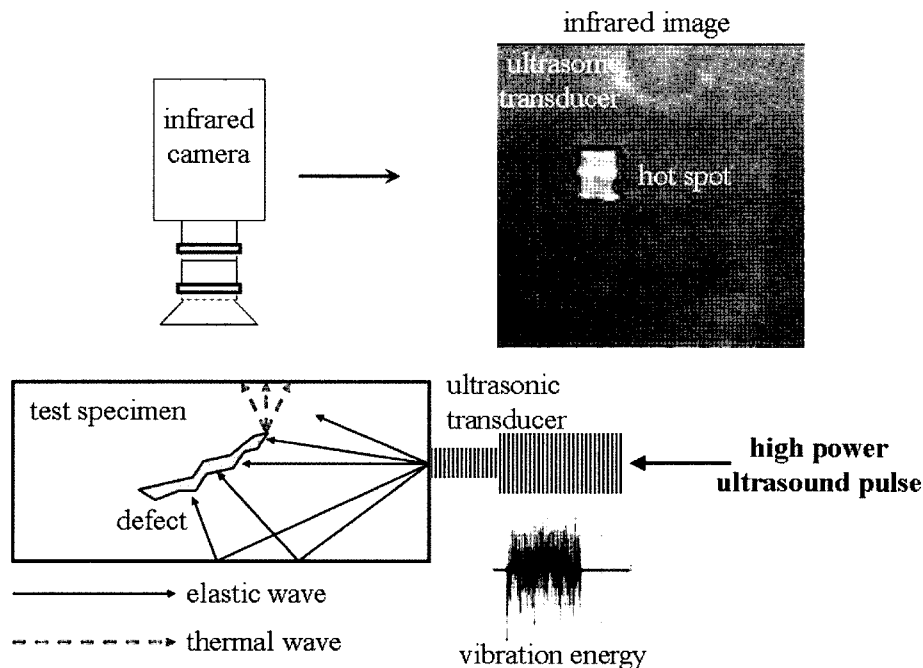 infrared image
infrared
camera
ultrasonic
transducer
hot spot
test specimen
defect
ultrasonic
transducer
high power
ultrasound pulse
elastic wave
thermal wave
vibration energy